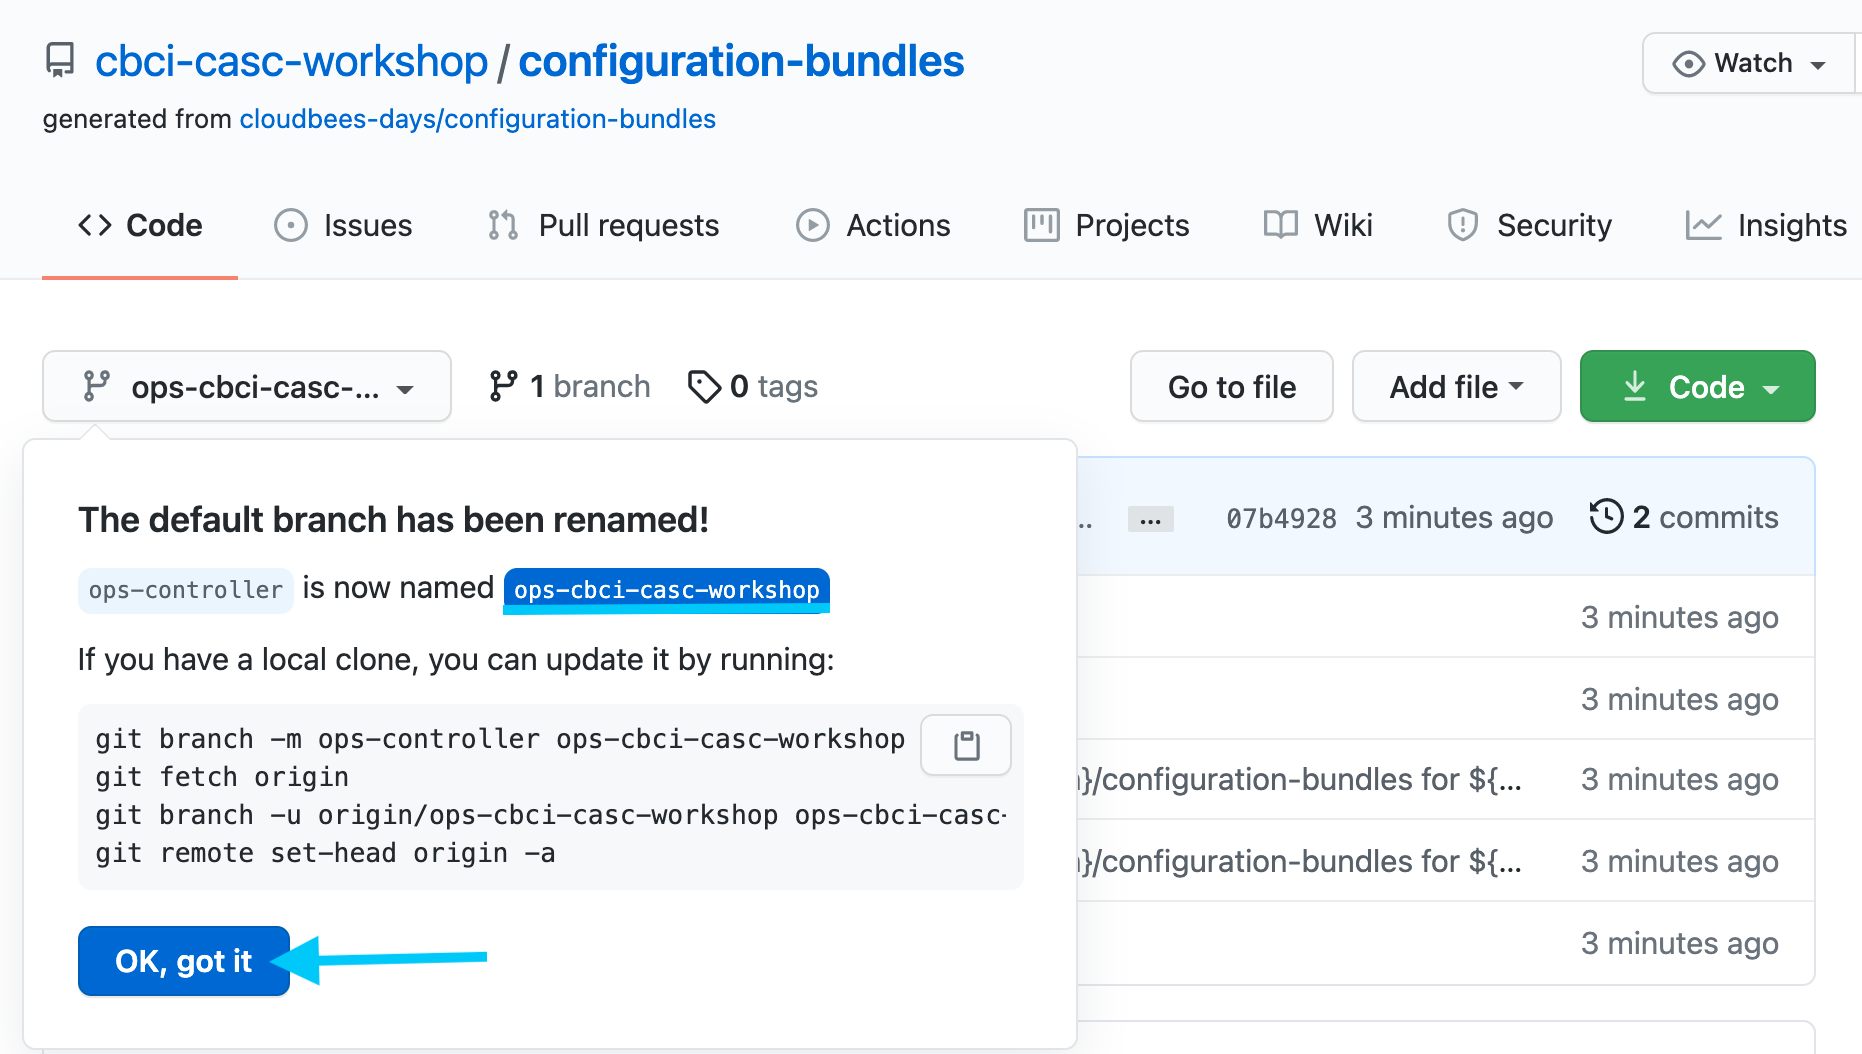 cbci-casc-workshop / configuration-bundles
Watch
generated from cloudbees-days/configuration-bundles
Code
Issues
Pull requests
Actions
Projects
Wiki
Security
Insights
ops-cbci-casc-...
1 branch
0 tags
Go to file
Add file
Code
The default branch has been renamed!
ops-controller is now named ops-cbci-casc-workshop
If you have a local clone, you can update it by running:
git branch -m ops-controller ops-cbci-casc-workshop
git fetch origin
git branch -u origin/ops-cbci-casc-workshop ops-cbci-casc-
git remote set-head origin -a
OK, got it
.. ... 07b4928 3 minutes ago 2 commits
3 minutes ago
3 minutes ago
}/configuration-bundles for ${... 3 minutes ago
}/configuration-bundles for ${... 3 minutes ago
3 minutes ago